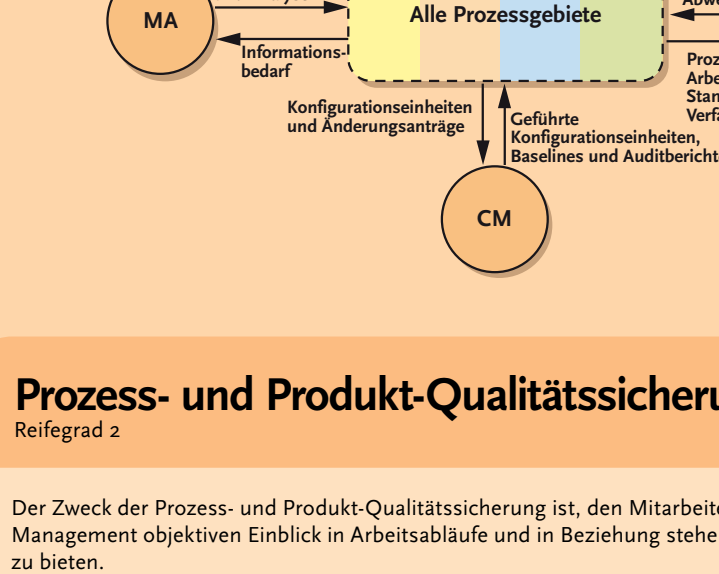 MA
Alle Prozessgebiete
Informations-
bedarf
Konfigurationseinheiten
und Änderungsanträge
Geführte
Konfigurationseinheiten,
Baselines und Auditbericht
CM
Prozess- und Produkt-Qualitätssicheru
Reifegrad 2
Der Zweck der Prozess- und Produkt-Qualitätssicherung ist, den Mitarbeite
Management objektiven Einblick in Arbeitsabläufe und in Beziehung stehe
zu bieten.